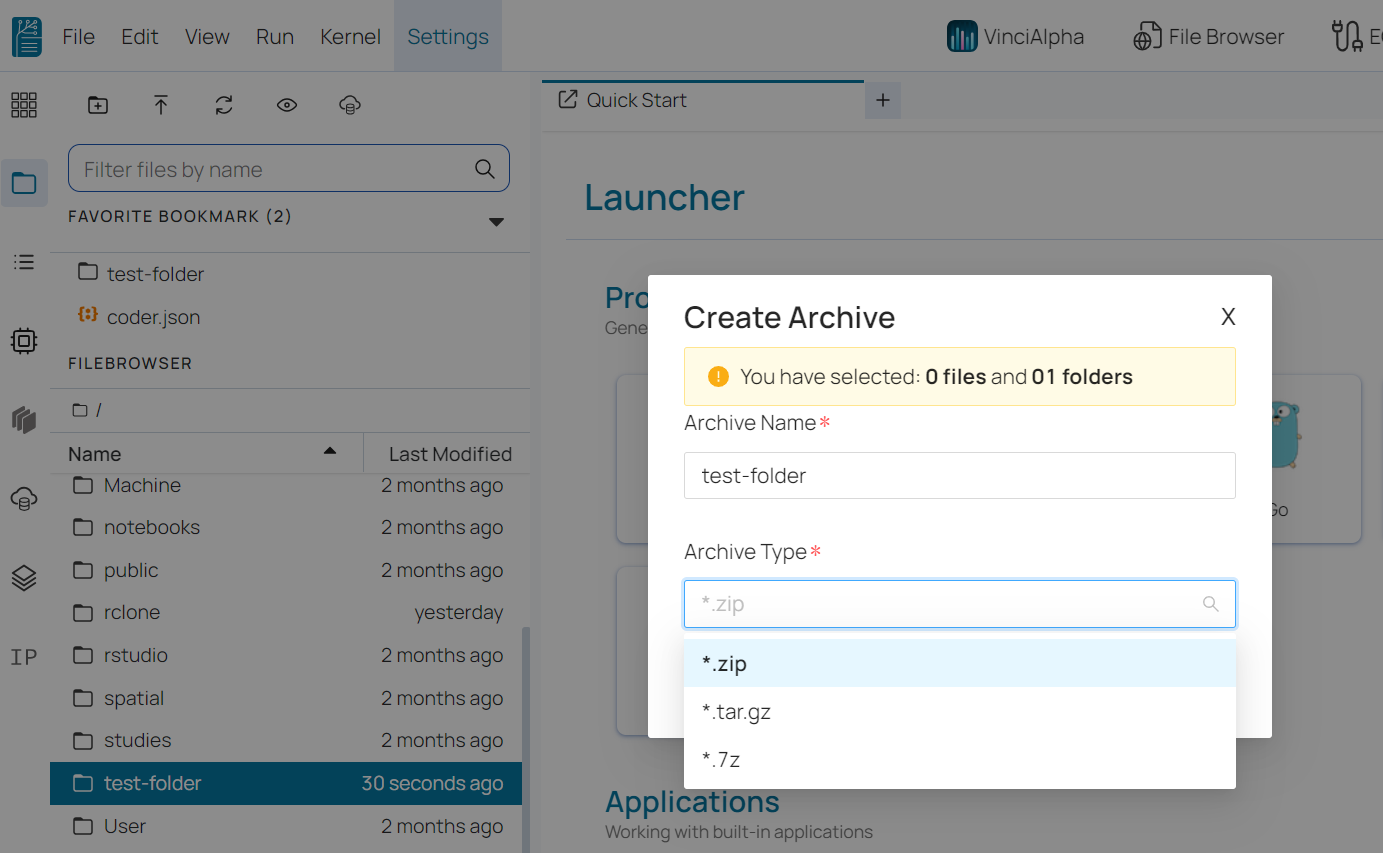 File Edit View Run Kernel Settings VinciAlpha File Browser
Quick Start +
Filter files by name
FAVORITE BOOKMARK (2)
test-folder
coder.json
FILEBROWSER
/
Name Last Modified
Machine 2 months ago
notebooks 2 months ago
public 2 months ago
rclone yesterday
rstudio 2 months ago
spatial 2 months ago
IP
studies 2 months ago
test-folder 30 seconds ago
User 2 months ago
Launcher
Create Archive X
You have selected: 0 files and 01 folders
Archive Name*
test-folder
Archive Type*
*.zip
*.zip
*.tar.gz
*.7z
Go
Applications
Working with built-in applications